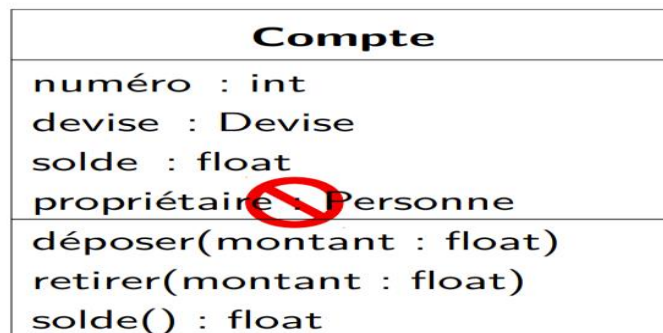 Compte
numéro : int
devise : Devise
solde : float
propriétaire : Personne
déposer(montant : float)
retirer(montant : float)
solde() : float